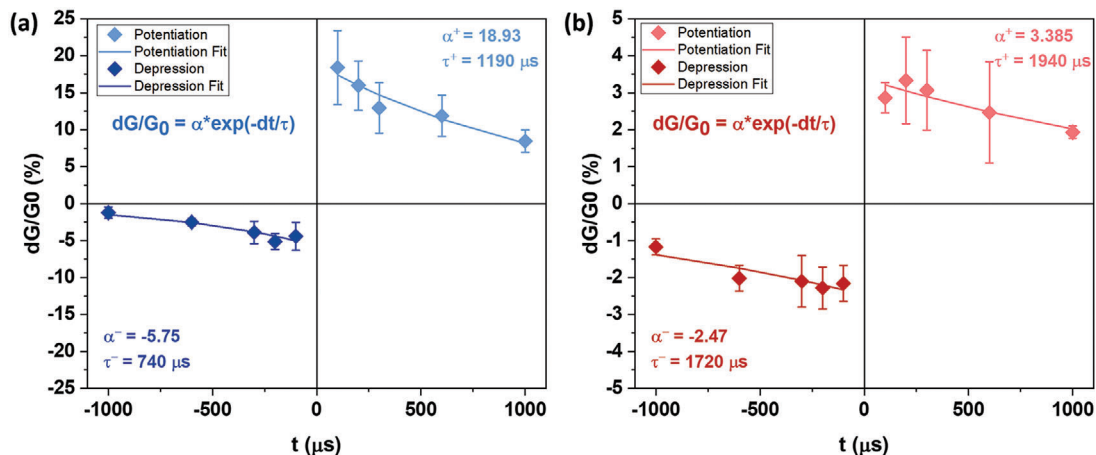 (a)
Potentiation
Potentiation Fit
Depression
Depression Fit
α⁺ = 18.93
τ⁺ = 1190 μs
dG/G0 = α*exp(-dt/τ)
α⁻ = -5.75
τ⁻ = 740 μs
dG/G0 (%)
25
20
15
10
5
0
-5
-10
-15
-20
-25
-1000
-500
0
500
1000
t (μs)
(b)
Potentiation
Potentiation Fit
Depression
Depression Fit
α⁺ = 3.385
τ⁺ = 1940 μs
dG/G0 = α*exp(-dt/τ)
α⁻ = -2.47
τ⁻ = 1720 μs
dG/G0 (%)
5
4
3
2
1
0
-1
-2
-3
-4
-5
-1000
-500
0
500
1000
t (μs)